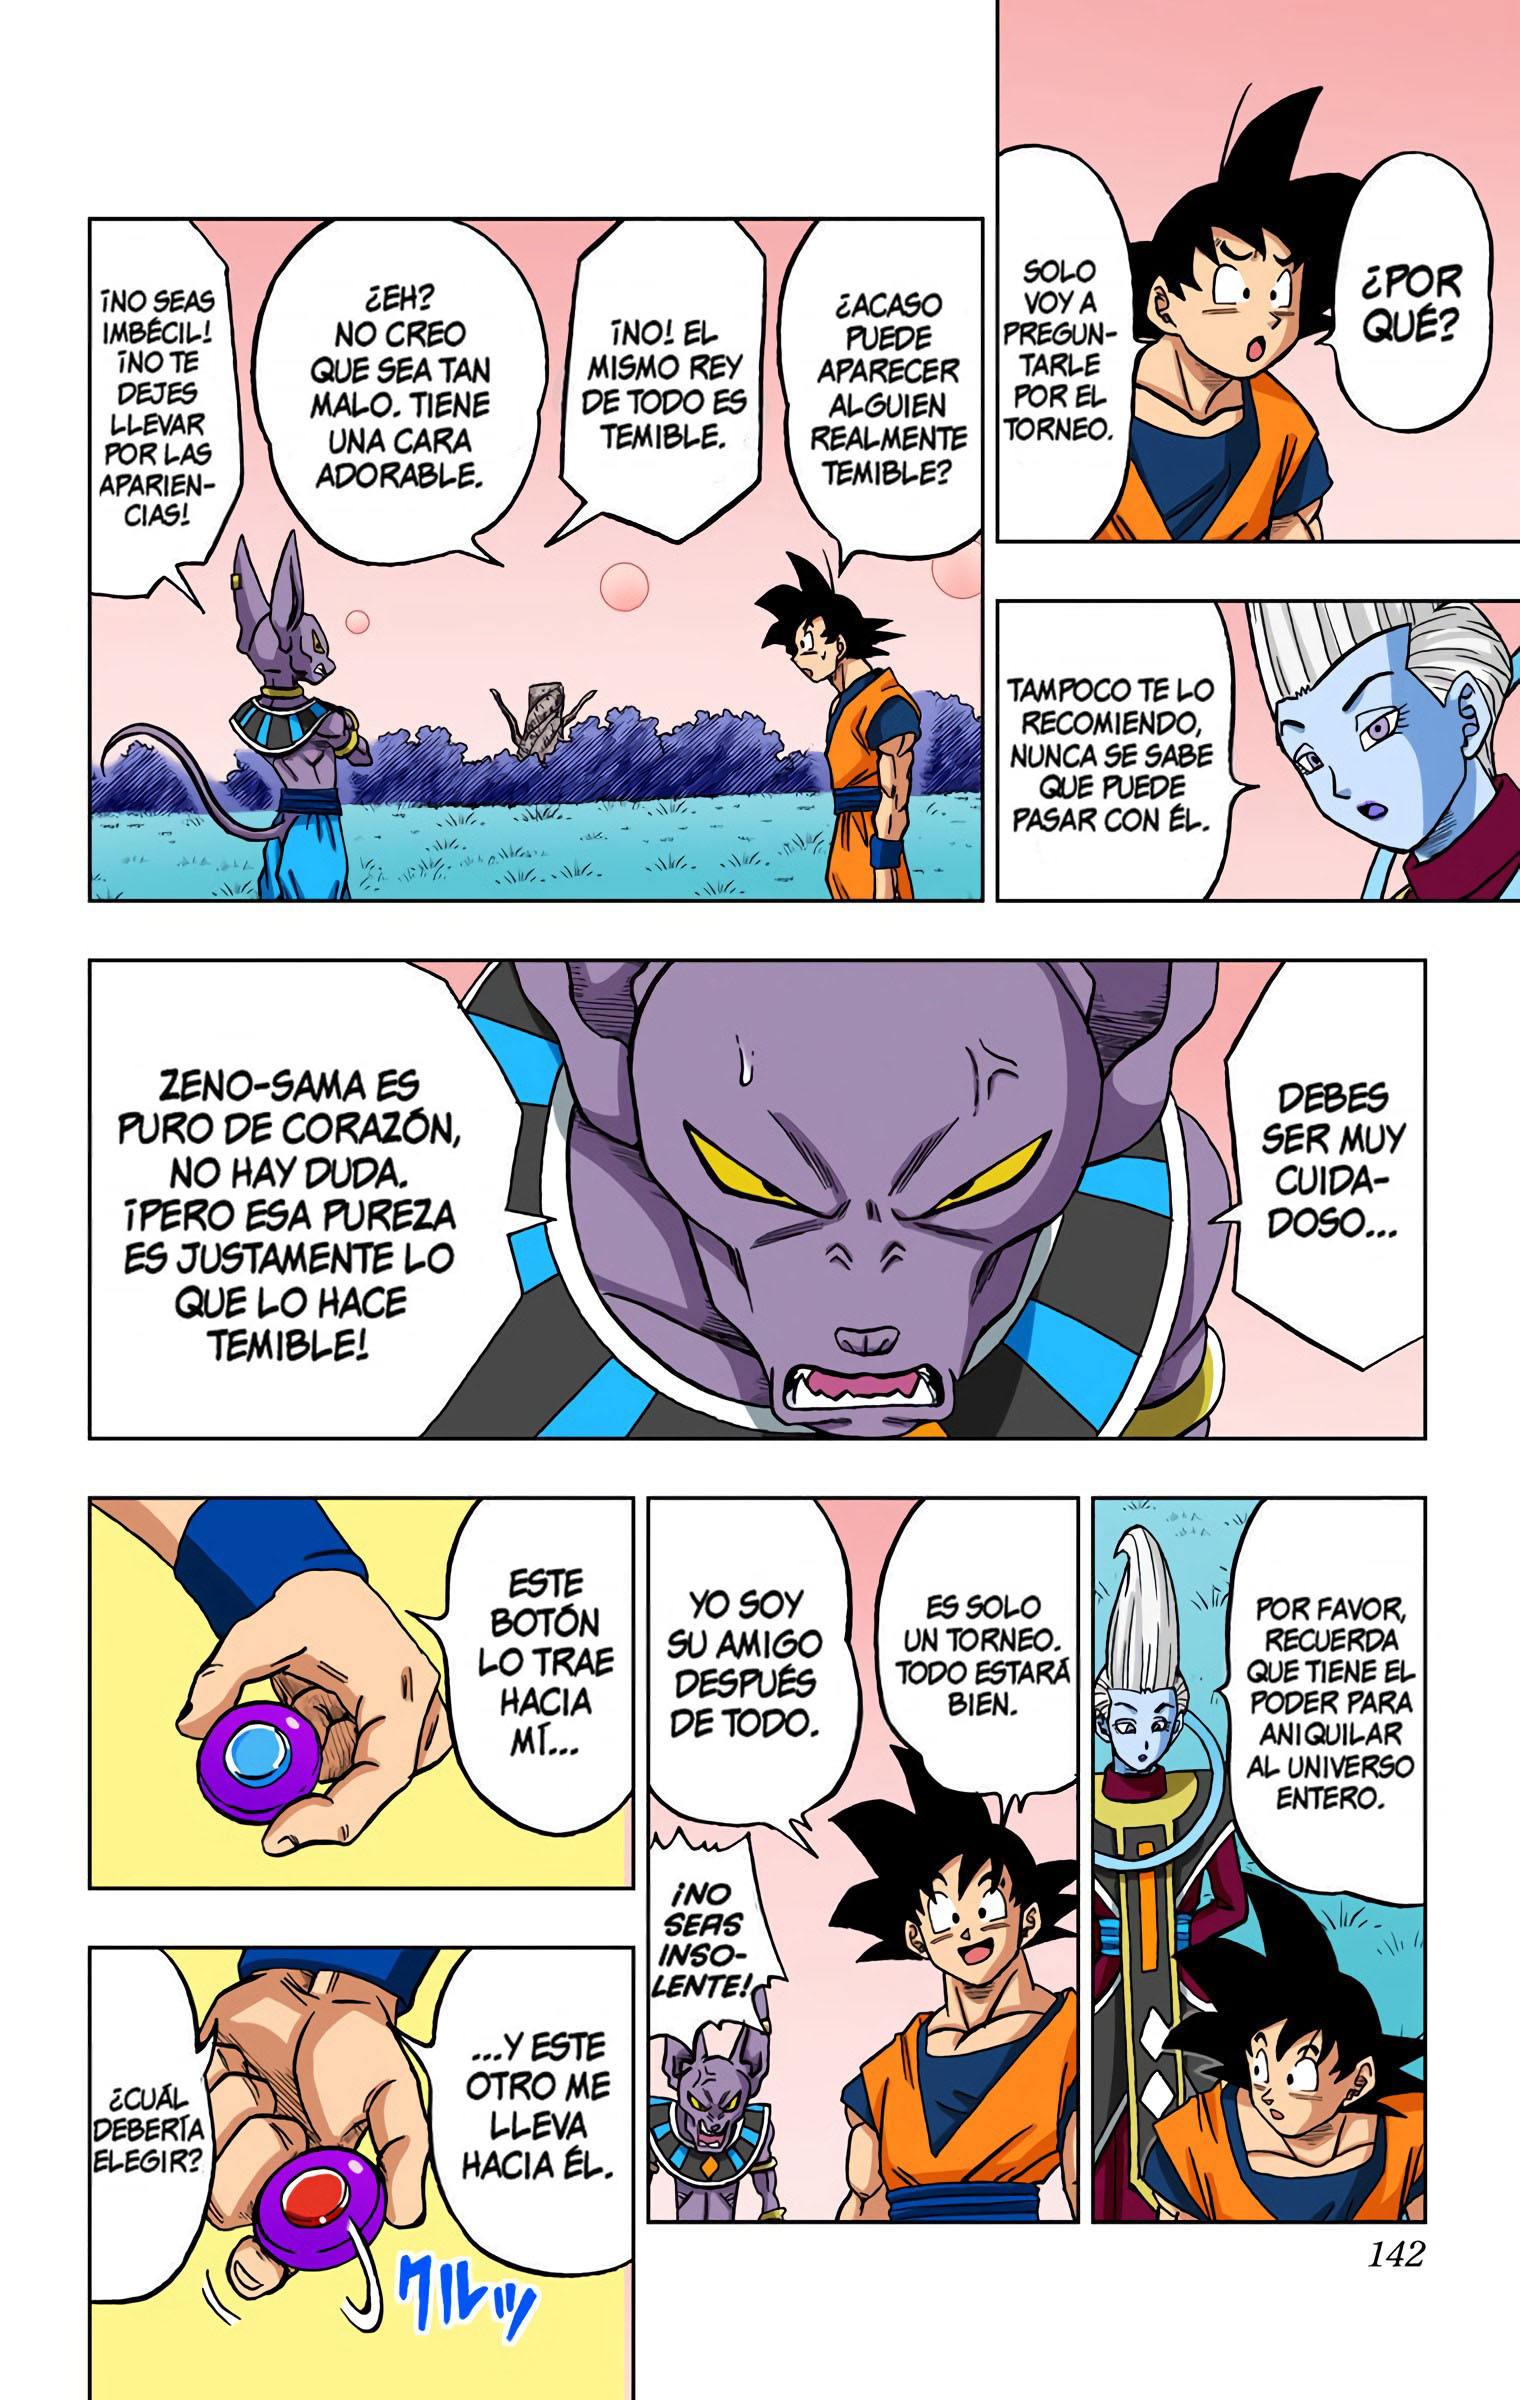 ¿POR
QUÉ?
SOLO
VOY A
PREGUN-
TARLE
POR EL
TORNEO.
TAMPOCO TE LO
RECOMIENDO,
NUNCA SE SABE
QUE PUEDE
PASAR CON ÉL.
¿ACASO
PUEDE
APARECER
ALGUIEN
REALMENTE
TEMIBLE?
¡NO! EL
MISMO REY
DE TODO ES
TEMIBLE.
¿EH?
NO CREO
QUE SEA TAN
MALO. TIENE
UNA CARA
ADORABLE.
¡NO SEAS
IMBÉCIL!
¡NO TE
DEJES
LLEVAR
POR LAS
APARIEN-
CIAS!
DEBES
SER MUY
CUIDA-
DOSO...
ZENO-SAMA ES
PURO DE CORAZÓN,
NO HAY DUDA.
¡PERO ESA PUREZA
ES JUSTAMENTE LO
QUE LO HACE
TEMIBLE!
POR FAVOR,
RECUERDA
QUE TIENE EL
PODER PARA
ANIQUILAR
AL UNIVERSO
ENTERO.
ES SOLO
UN TORNEO.
TODO ESTARÁ
BIEN.
YO SOY
SU AMIGO
DESPUÉS
DE TODO.
¡NO
SEAS
INSO-
LENTE!
ESTE
BOTÓN
LO TRAE
HACIA
MÍ...
...Y ESTE
OTRO ME
LLEVA
HACIA ÉL.
¿CUÁL
DEBERÍA
ELEGIR?
クルッ
142